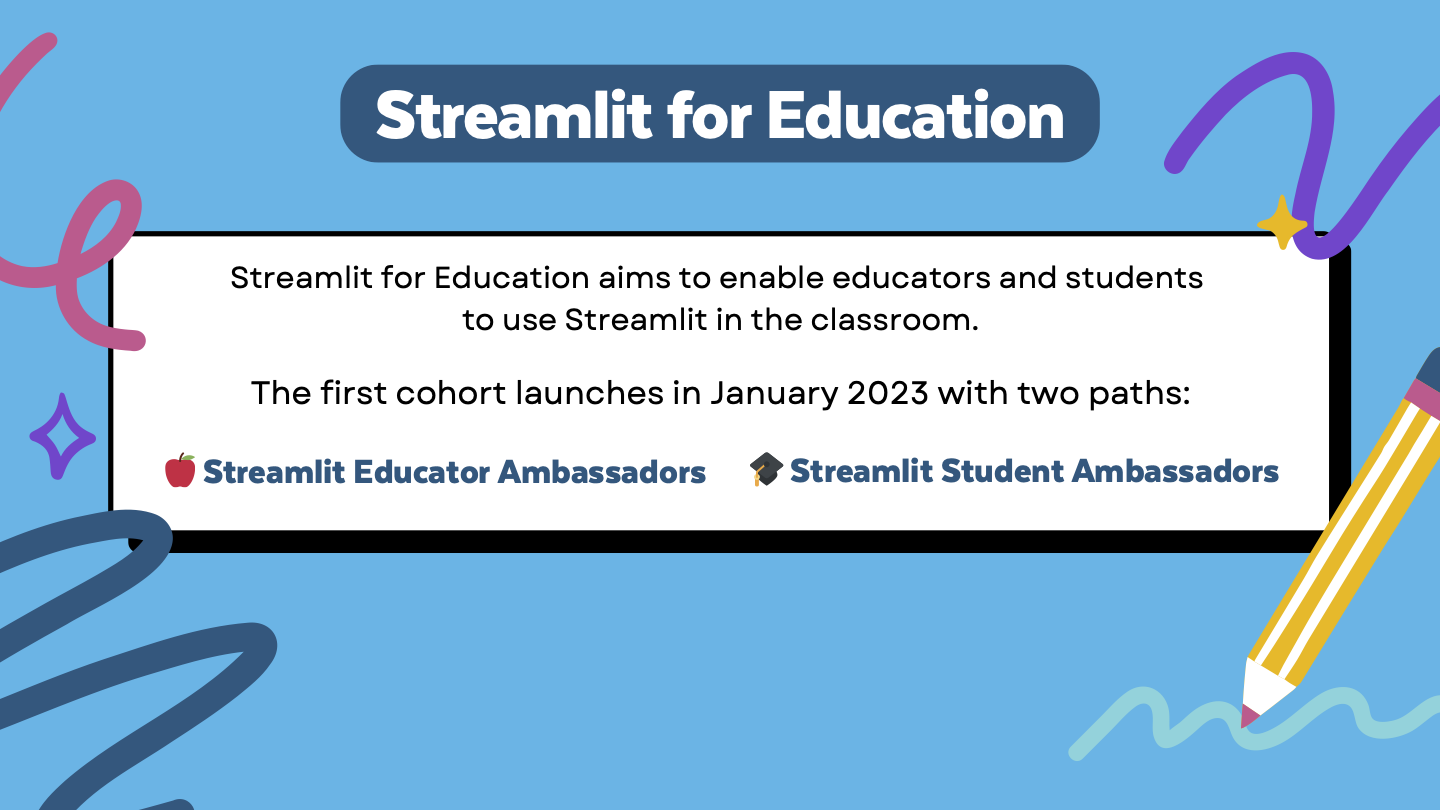 Streamlit for Education
Streamlit for Education aims to enable educators and students
to use Streamlit in the classroom.
The first cohort launches in January 2023 with two paths:
🍎 Streamlit Educator Ambassadors 🎓 Streamlit Student Ambassadors